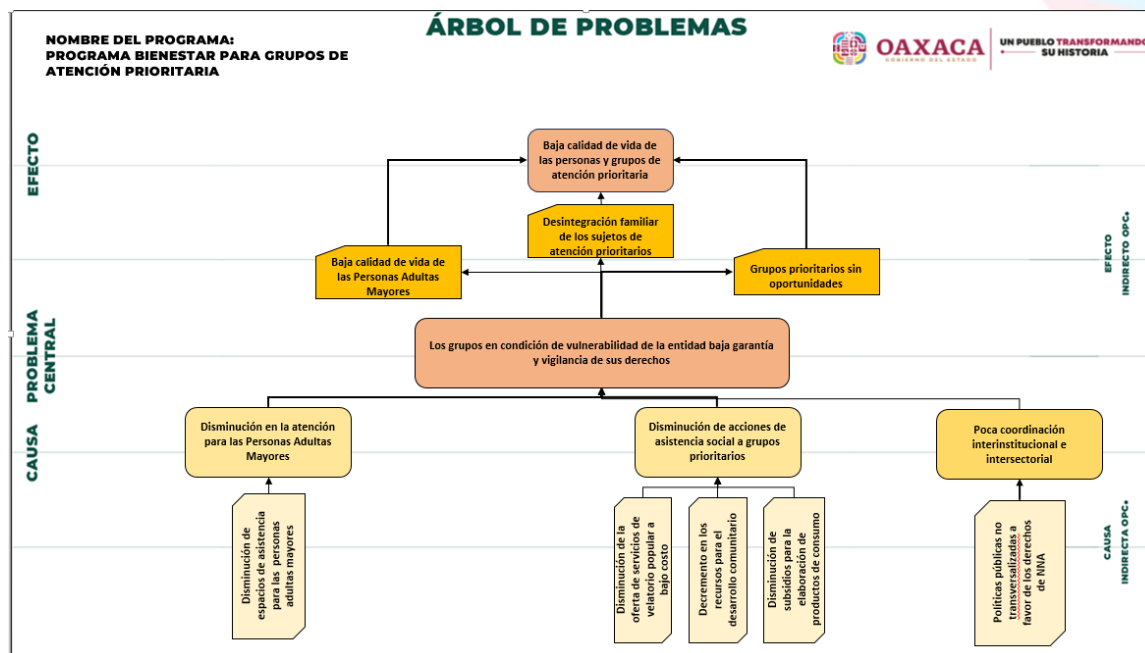 ÁRBOL DE PROBLEMAS
NOMBRE DEL PROGRAMA:
PROGRAMA BIENESTAR PARA GRUPOS DE
ATENCIÓN PRIORITARIA
OAXACA
GOBIERNO DEL ESTADO
UN PUEBLO TRANSFORMANDO
SU HISTORIA
EFECTO
Baja calidad de vida de
las personas y grupos de
atención prioritaria
Desintegración familiar
de los sujetos de
atención prioritarios
Baja calidad de vida de
las Personas Adultas
Mayores
Grupos prioritarios sin
oportunidades
EFECTO
INDIRECTO OPC.
PROBLEMA
CENTRAL
Los grupos en condición de vulnerabilidad de la entidad baja garantía
y vigilancia de sus derechos
CAUSA
Disminución en la atención
para las Personas Adultas
Mayores
Disminución de acciones de
asistencia social a grupos
prioritarios
Poca coordinación
interinstitucional e
intersectorial
Disminución de
espacios de asistencia
para las  personas
adultas mayores
Disminución de la
oferta de servicios de
velatorio popular a
bajo costo
Decremento en los
recursos para el
desarrollo comunitario
Disminución de
subsidios para la
elaboración de
productos de consumo
Políticas públicas no
transversalizadas a
favor de los derechos
de NNA
CAUSA
INDIRECTA OPC.